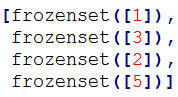 [frozenset([1]),
frozenset([3]),
frozenset([2]),
frozenset([5])]